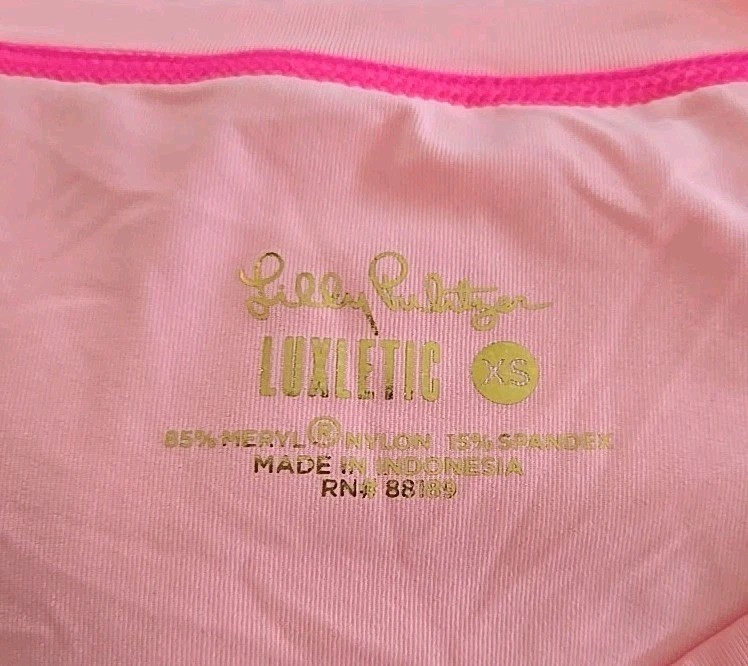 Lilly Pulitzer
LUXLETIC XS
85% MERYL® NYLON 15% SPANDEX
MADE IN INDONESIA
RN# 88189